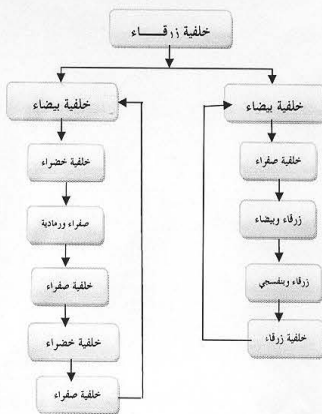 خلفية زرقـــاء
خلفية بيضاء
خلفية صفراء
زرقاء وبيضاء
زرقاء وبنفسجي
خلفية زرقاء
خلفية بيضاء
خلفية خضراء
صفراء ورمادية
خلفية صفراء
خلفية خضراء
خلفية صفراء